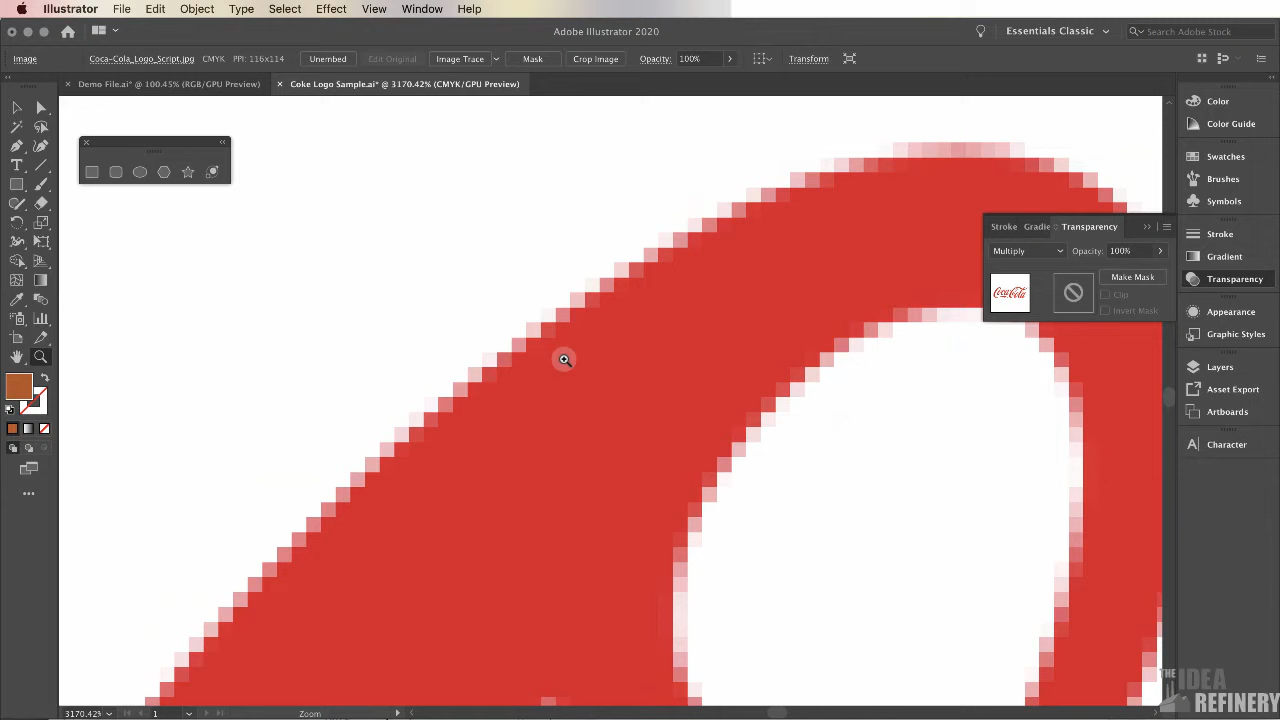 Illustrator File Edit Object Type Select Effect View Window Help
Adobe Illustrator 2020
Essentials Classic
Search Adobe Stock
Image Coca-Cola_Logo_Script.jpg CMYK PPI: 116x114 Unembed Edit Original Image Trace Mask Crop Image Opacity: 100% Transform
× Demo File.ai* @ 100.45% (RGB/GPU Preview) × Coke Logo Sample.ai* @ 3170.42% (CMYK/GPU Preview)
Color
Color Guide
Swatches
Brushes
Symbols
Stroke Gradie Transparency
Stroke
Multiply Opacity: 100%
Gradient
Make Mask
Transparency
Coca-Cola
Clip
Invert Mask
Appearance
Graphic Styles
Layers
Asset Export
Artboards
Character
THE IDEA
REFINERY
3170.42% 1 Zoom